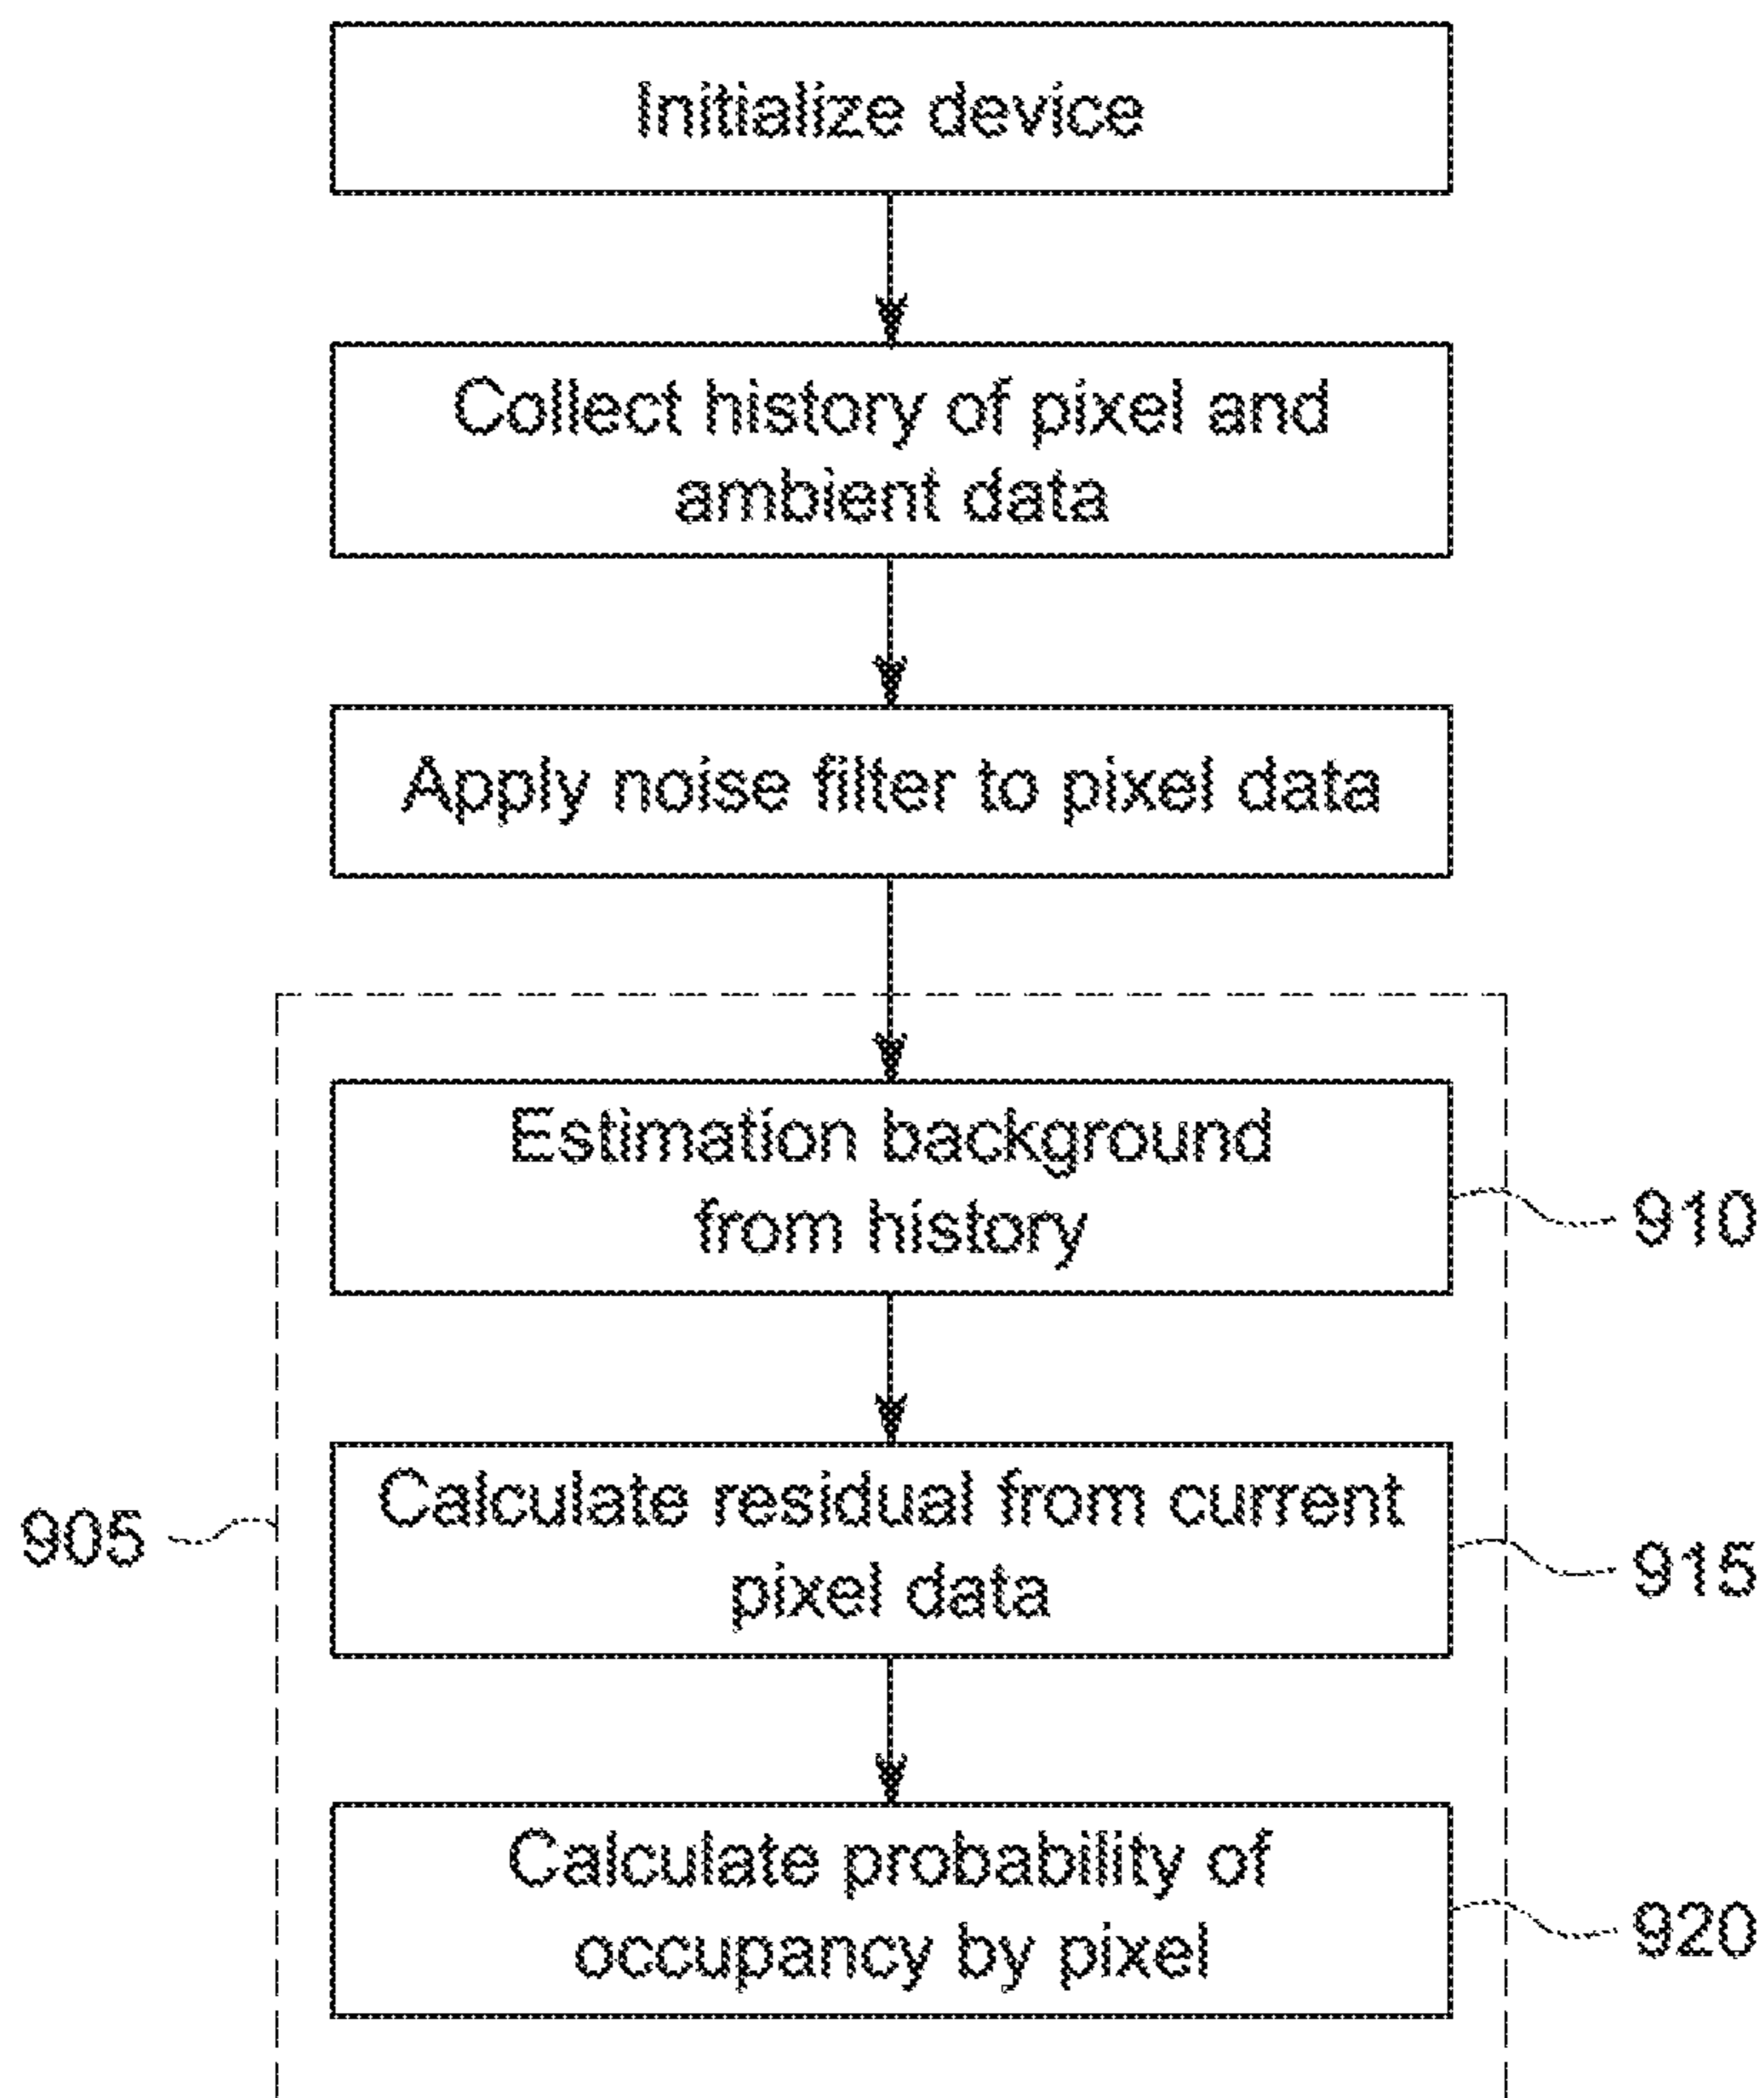 Initialize device
Collect history of pixel and
ambient data
Apply noise filter to pixel data
Estimation background
from history
910
Calculate residual from current
pixel data
905
915
Calculate probability of
occupancy by pixel
920